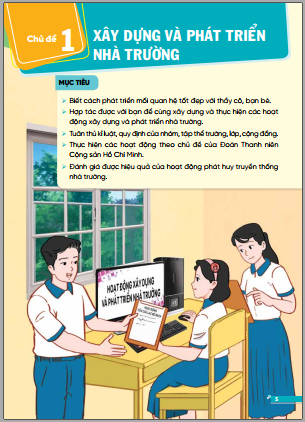 Chủ đề 1
XÂY DỰNG VÀ PHÁT TRIỂN
NHÀ TRƯỜNG
MỤC TIÊU
Biết cách phát triển mối quan hệ tốt đẹp với thầy cô, bạn bè.
Hợp tác được với bạn để cùng xây dựng và thực hiện các hoạt
động xây dựng và phát triển nhà trường.
Tuân thủ kỉ luật, quy định của nhóm, tập thể trường, lớp, cộng đồng.
Thực hiện các hoạt động theo chủ đề của Đoàn Thanh niên
Cộng sản Hồ Chí Minh.
Đánh giá được hiệu quả của hoạt động phát huy truyền thống
nhà trường.
HOẠT ĐỘNG XÂY DỰNG
VÀ PHÁT TRIỂN NHÀ TRƯỜNG
5